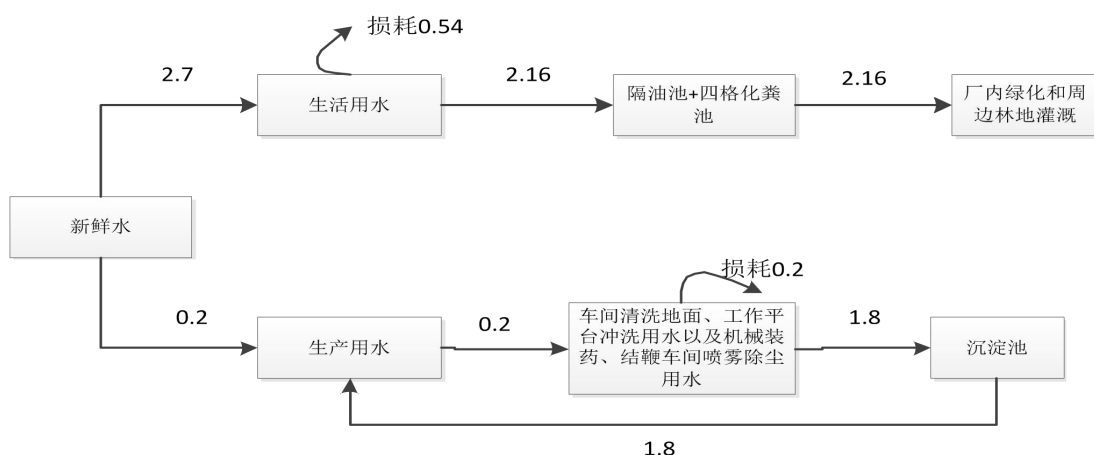 损耗0.54
2.7
生活用水
2.16
隔油池+四格化粪
池
2.16
厂内绿化和周
边林地灌溉
新鲜水
损耗0.2
0.2
生产用水
0.2
车间清洗地面、工作平
台冲洗用水以及机械装
药、结鞭车间喷雾除尘
用水
1.8
沉淀池
1.8